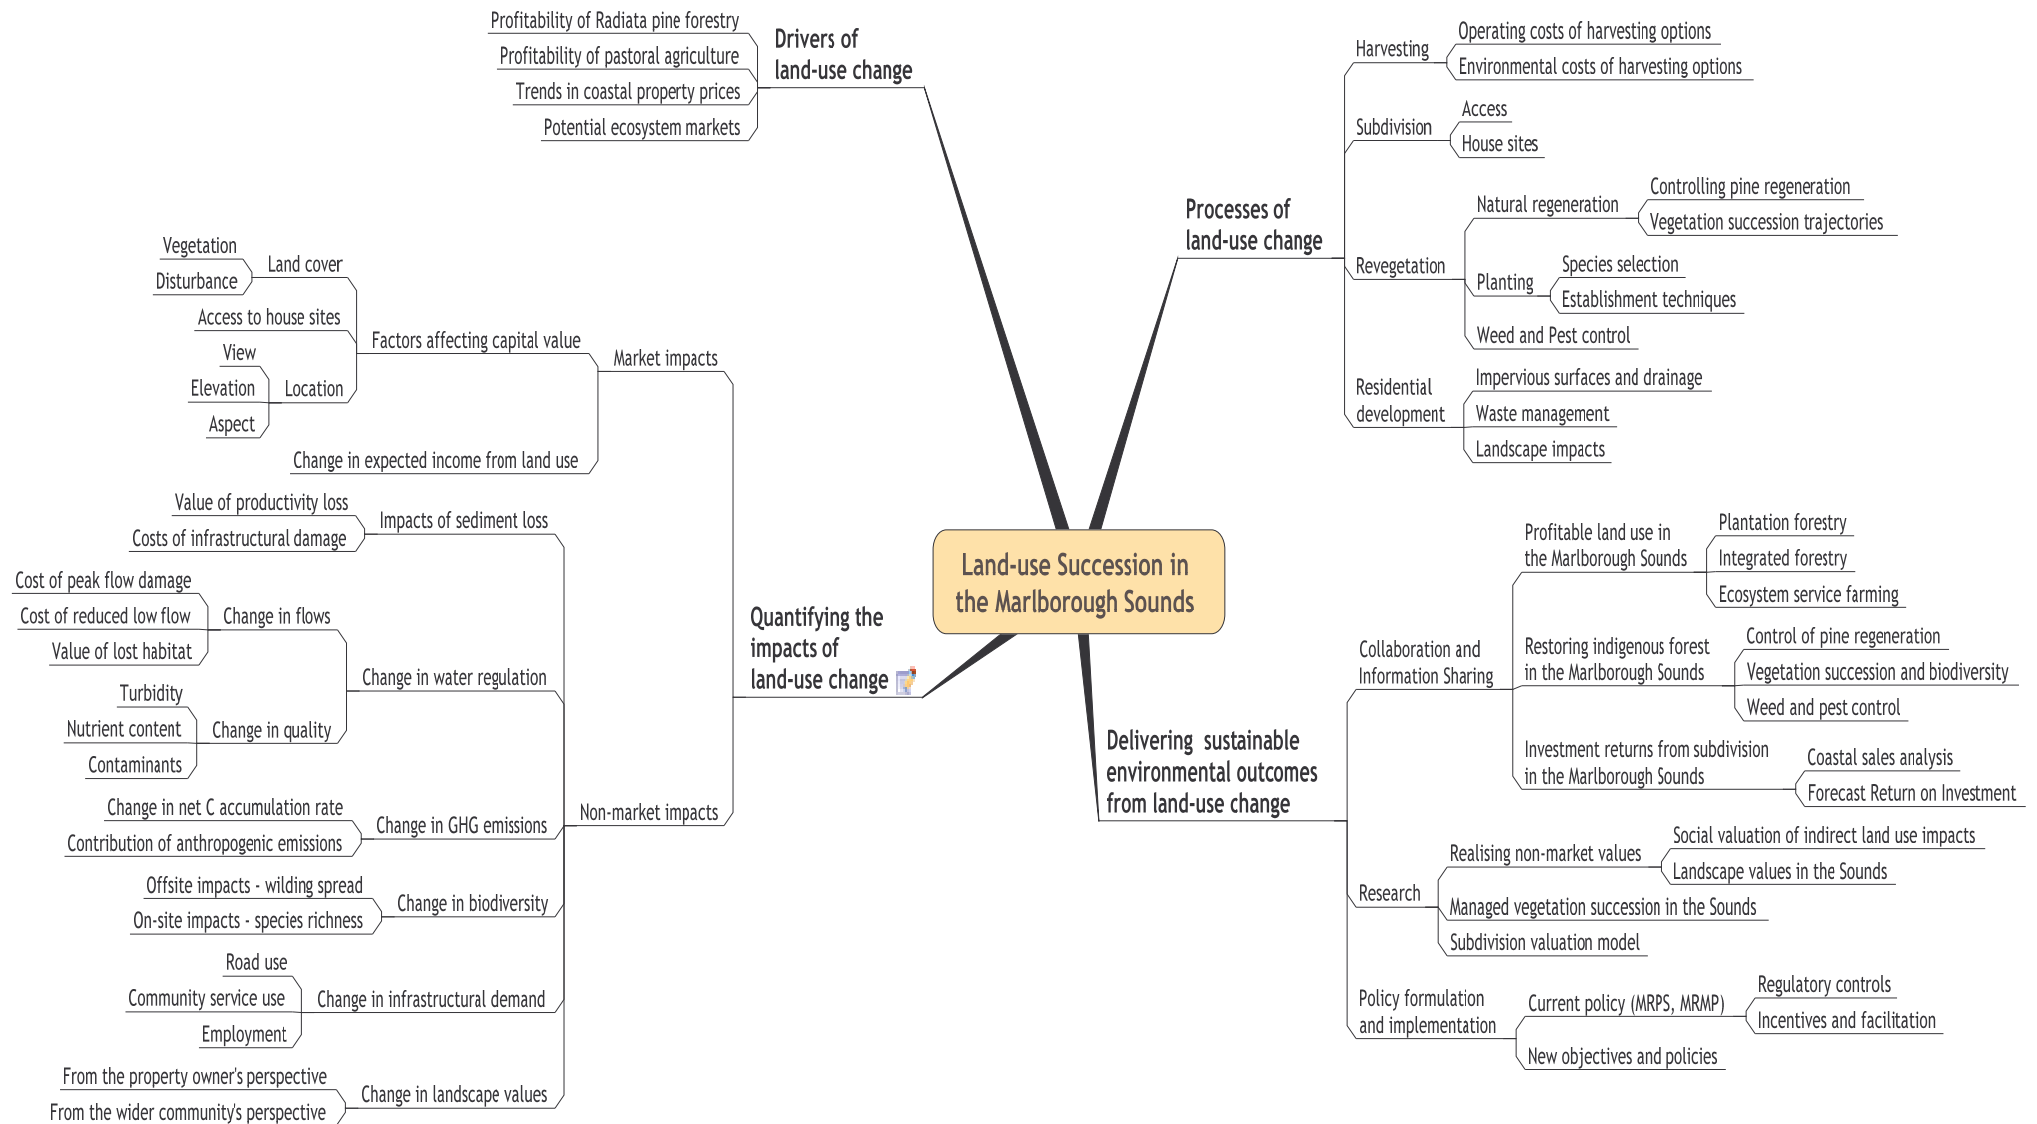 Land-use Succession in
the Marlborough Sounds
Drivers of
land-use change
Profitability of Radiata pine forestry
Profitability of pastoral agriculture
Trends in coastal property prices
Potential ecosystem markets
Processes of
land-use change
Harvesting
Operating costs of harvesting options
Environmental costs of harvesting options
Subdivision
Access
House sites
Revegetation
Natural regeneration
Controlling pine regeneration
Vegetation succession trajectories
Planting
Species selection
Establishment techniques
Weed and Pest control
Residential
development
Impervious surfaces and drainage
Waste management
Landscape impacts
Quantifying the
impacts of
land-use change
Market impacts
Factors affecting capital value
Land cover
Vegetation
Disturbance
Access to house sites
Location
View
Elevation
Aspect
Change in expected income from land use
Non-market impacts
Impacts of sediment loss
Value of productivity loss
Costs of infrastructural damage
Change in water regulation
Change in flows
Cost of peak flow damage
Cost of reduced low flow
Value of lost habitat
Change in quality
Turbidity
Nutrient content
Contaminants
Change in GHG emissions
Change in net C accumulation rate
Contribution of anthropogenic emissions
Change in biodiversity
Offsite impacts - wilding spread
On-site impacts - species richness
Change in infrastructural demand
Road use
Community service use
Employment
Change in landscape values
From the property owner's perspective
From the wider community's perspective
Delivering sustainable
environmental outcomes
from land-use change
Collaboration and
Information Sharing
Profitable land use in
the Marlborough Sounds
Plantation forestry
Integrated forestry
Ecosystem service farming
Restoring indigenous forest
in the Marlborough Sounds
Control of pine regeneration
Vegetation succession and biodiversity
Weed and pest control
Investment returns from subdivision
in the Marlborough Sounds
Coastal sales analysis
Forecast Return on Investment
Research
Realising non-market values
Social valuation of indirect land use impacts
Landscape values in the Sounds
Managed vegetation succession in the Sounds
Subdivision valuation model
Policy formulation
and implementation
Current policy (MRPS, MRMP)
Regulatory controls
Incentives and facilitation
New objectives and policies